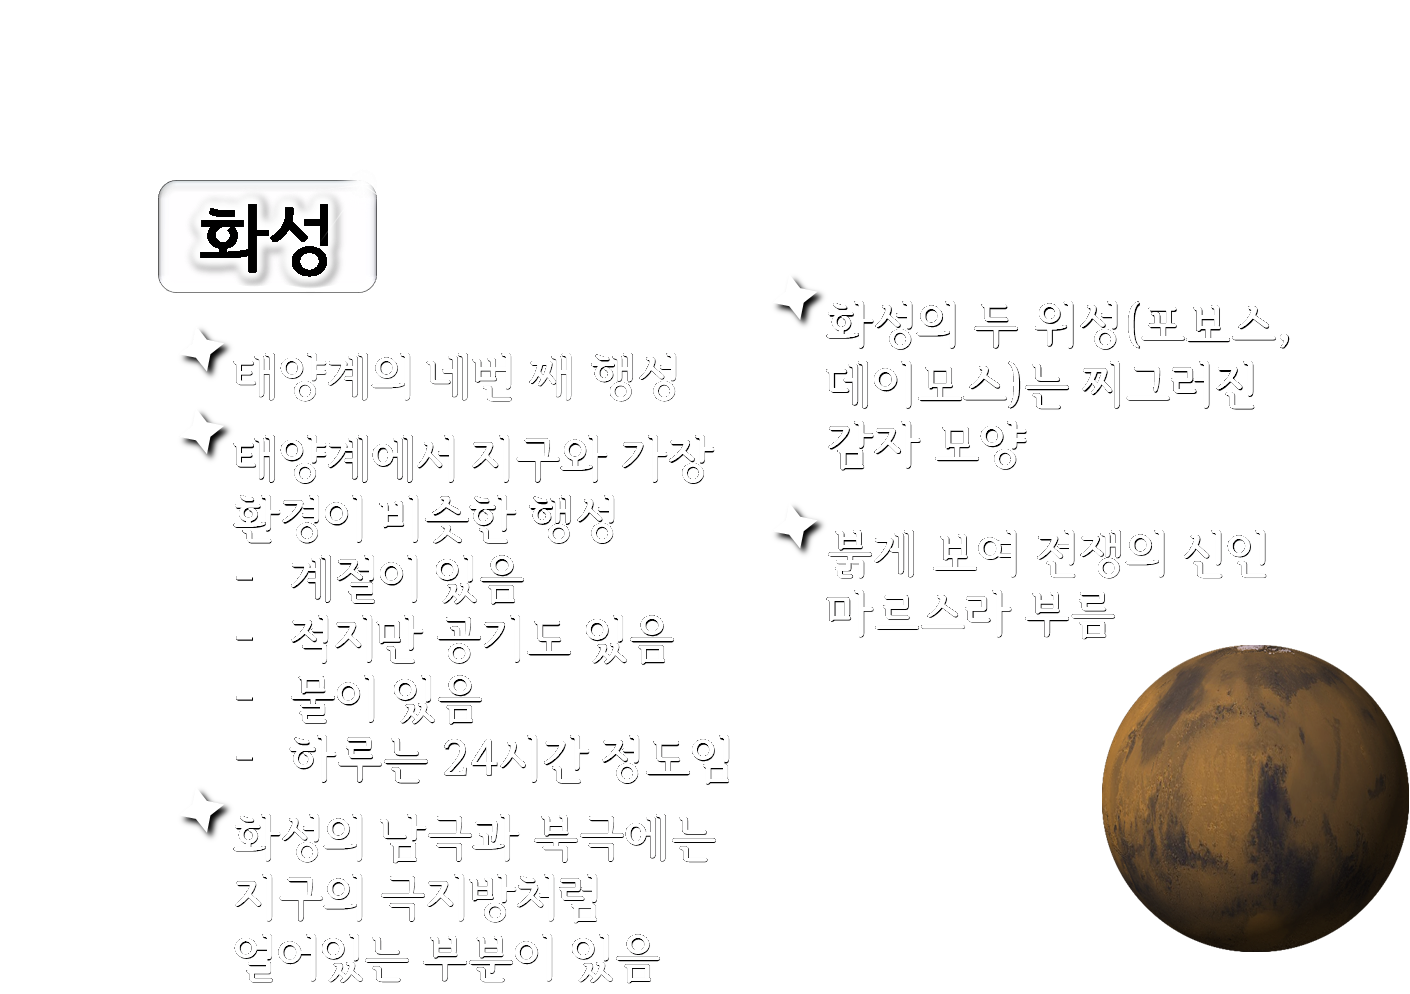 화성
태양계의 네번 째 행성
태양계에서 지구와 가장
환경이 비슷한 행성
- 계절이 있음
- 적지만 공기도 있음
- 물이 있음
- 하루는 24시간 정도임
화성의 남극과 북극에는
지구의 극지방처럼
얼어있는 부분이 있음
화성의 두 위성(포보스,
데이모스)는 찌그러진
감자 모양
붉게 보여 전쟁의 신인
마르스라 부름